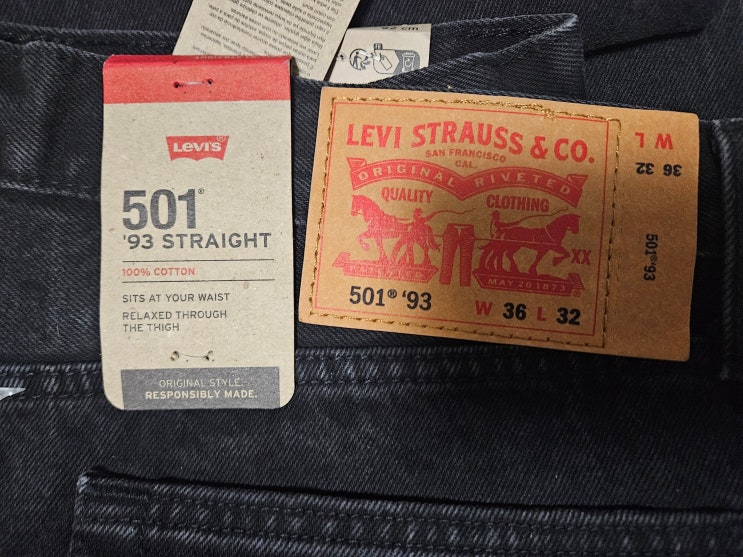 92 cm
LEVI'S
501®
'93 STRAIGHT
100% COTTON
SITS AT YOUR WAIST
RELAXED THROUGH
THE THIGH
ORIGINAL STYLE.
RESPONSIBLY MADE.
LEVI STRAUSS & CO.
SAN FRANCISCO
CAL.
ORIGINAL RIVETED
QUALITY CLOTHING
XX
MAY 20 1873
501® '93 W 36 L 32
W L
36 32
501®'93